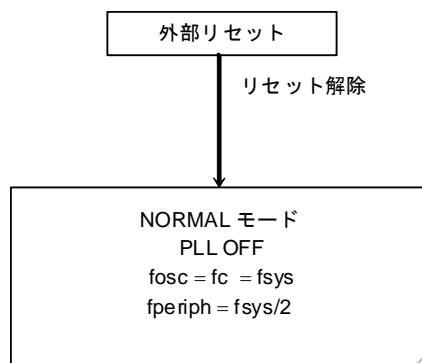 外部リセット
リセット解除
NORMAL モード
PLL OFF
fosc = fc = fsys
fperiph = fsys/2